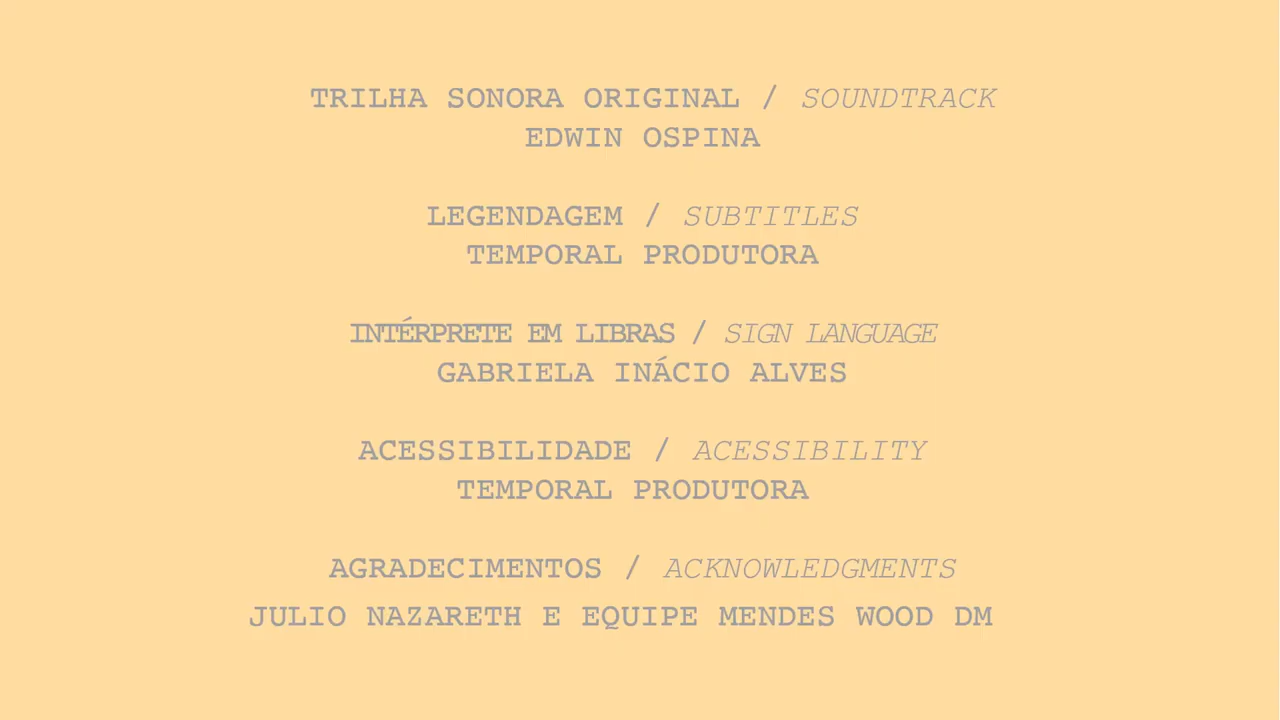 TRILHA SONORA ORIGINAL / SOUNDTRACK
EDWIN OSPINA
LEGENDAGEM / SUBTITLES
TEMPORAL PRODUTORA
INTÉRPRETE EM LIBRAS / SIGN LANGUAGE
GABRIELA INÁCIO ALVES
ACESSIBILIDADE / ACESSIBILITY
TEMPORAL PRODUTORA
AGRADECIMENTOS / ACKNOWLEDGMENTS
JULIO NAZARETH E EQUIPE MENDES WOOD DM